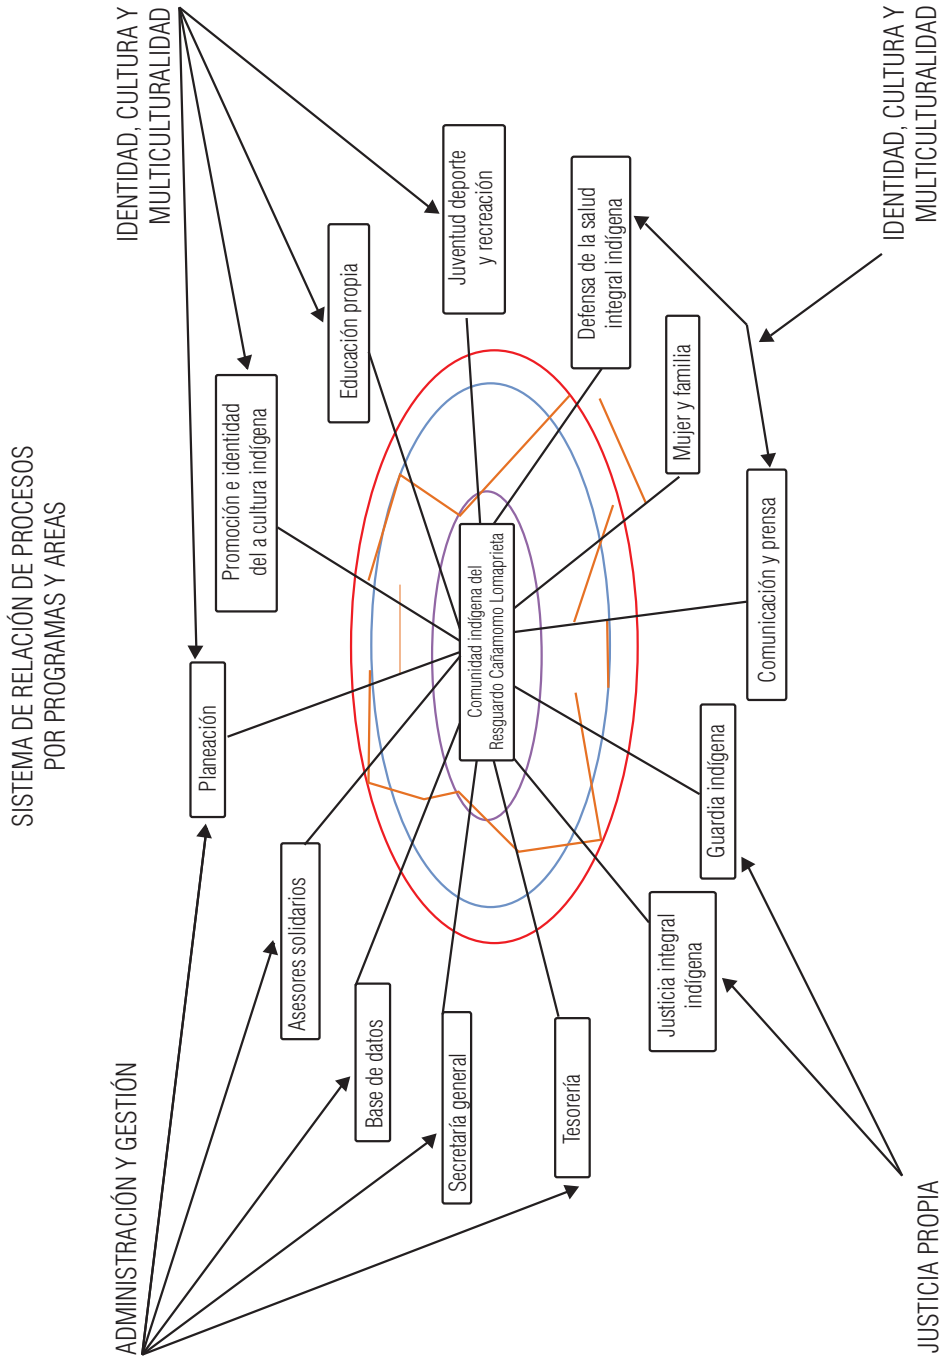 SISTEMA DE RELACIÓN DE PROCESOS
POR PROGRAMAS Y AREAS
ADMINISTRACIÓN Y GESTIÓN
IDENTIDAD, CULTURA Y
MULTICULTURALIDAD
Planeación
Promoción e identidad
del a cultura indígena
Asesores solidarios
Educación propia
Base de datos
Juventud deporte
y recreación
Secretaría general
Comunidad indígena del
Resguardo Cañamomo Lomaprieta
Tesorería
Defensa de la salud
integral indígena
Mujer y familia
Justicia integral
indígena
Guardia indígena
Comunicación y prensa
JUSTICIA PROPIA
IDENTIDAD, CULTURA Y
MULTICULTURALIDAD